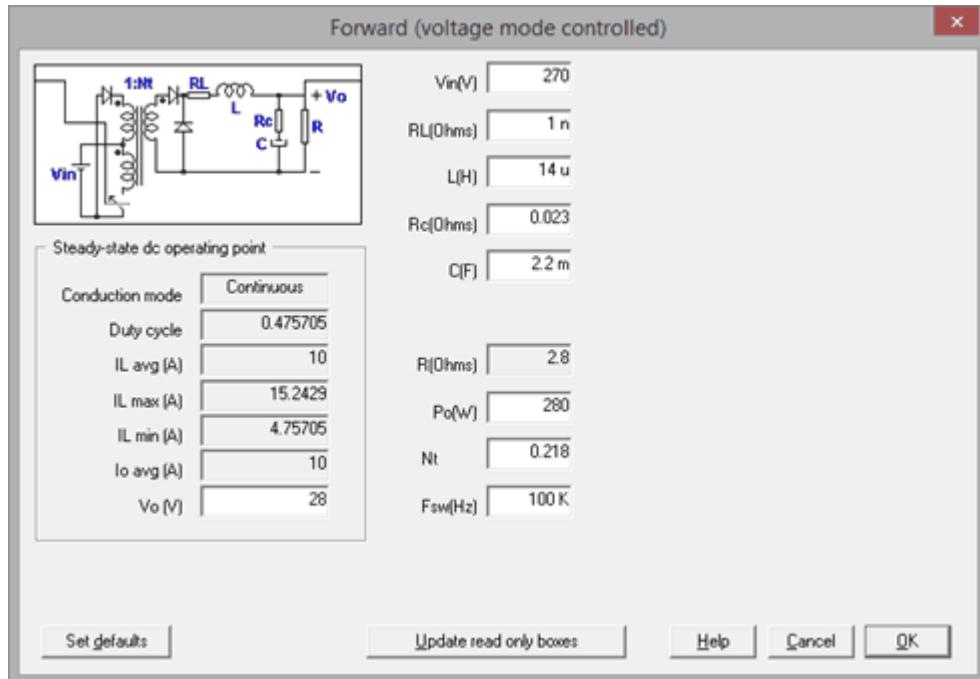 Forward (voltage mode controlled)
x
1:Nt
RL
L
+ Vo
Rc
R
C
Vin
−
Vin(V) 270
RL(Ohms) 1 n
L(H) 14 u
Rc(Ohms) 0.023
C(F) 2.2 m
Steady-state dc operating point
Conduction mode Continuous
Duty cycle 0.475705
IL avg (A) 10
IL max (A) 15.2429
IL min (A) 4.75705
Io avg (A) 10
Vo (V) 28
R(Ohms) 2.8
Po(W) 280
Nt 0.218
Fsw(Hz) 100 K
Set defaults
Update read only boxes
Help
Cancel
OK